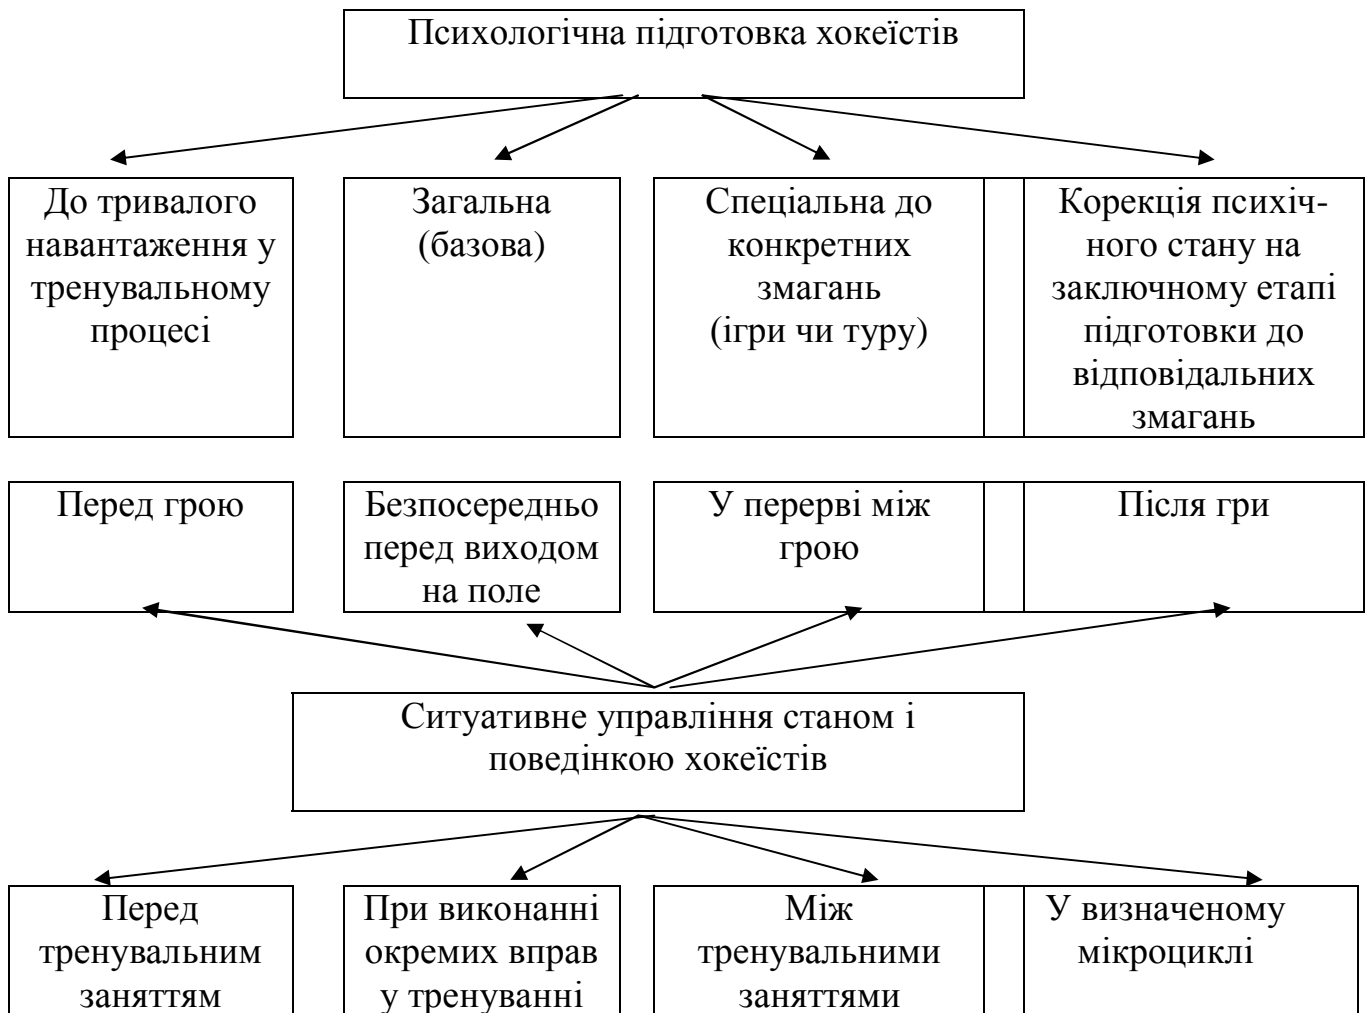 Психологічна підготовка хокеїстів
До тривалого
навантаження у
тренувальному
процесі
Загальна
(базова)
Спеціальна до
конкретних
змагань
(ігри чи туру)
Корекція психіч-
ного стану на
заключному етапі
підготовки до
відповідальних
змагань
Перед грою
Безпосередньо
перед виходом
на поле
У перерві між
грою
Після гри
Ситуативне управління станом і
поведінкою хокеїстів
Перед
тренувальним
заняттям
При виконанні
окремих вправ
у тренуванні
Між
тренувальними
заняттями
У визначеному
мікроциклі